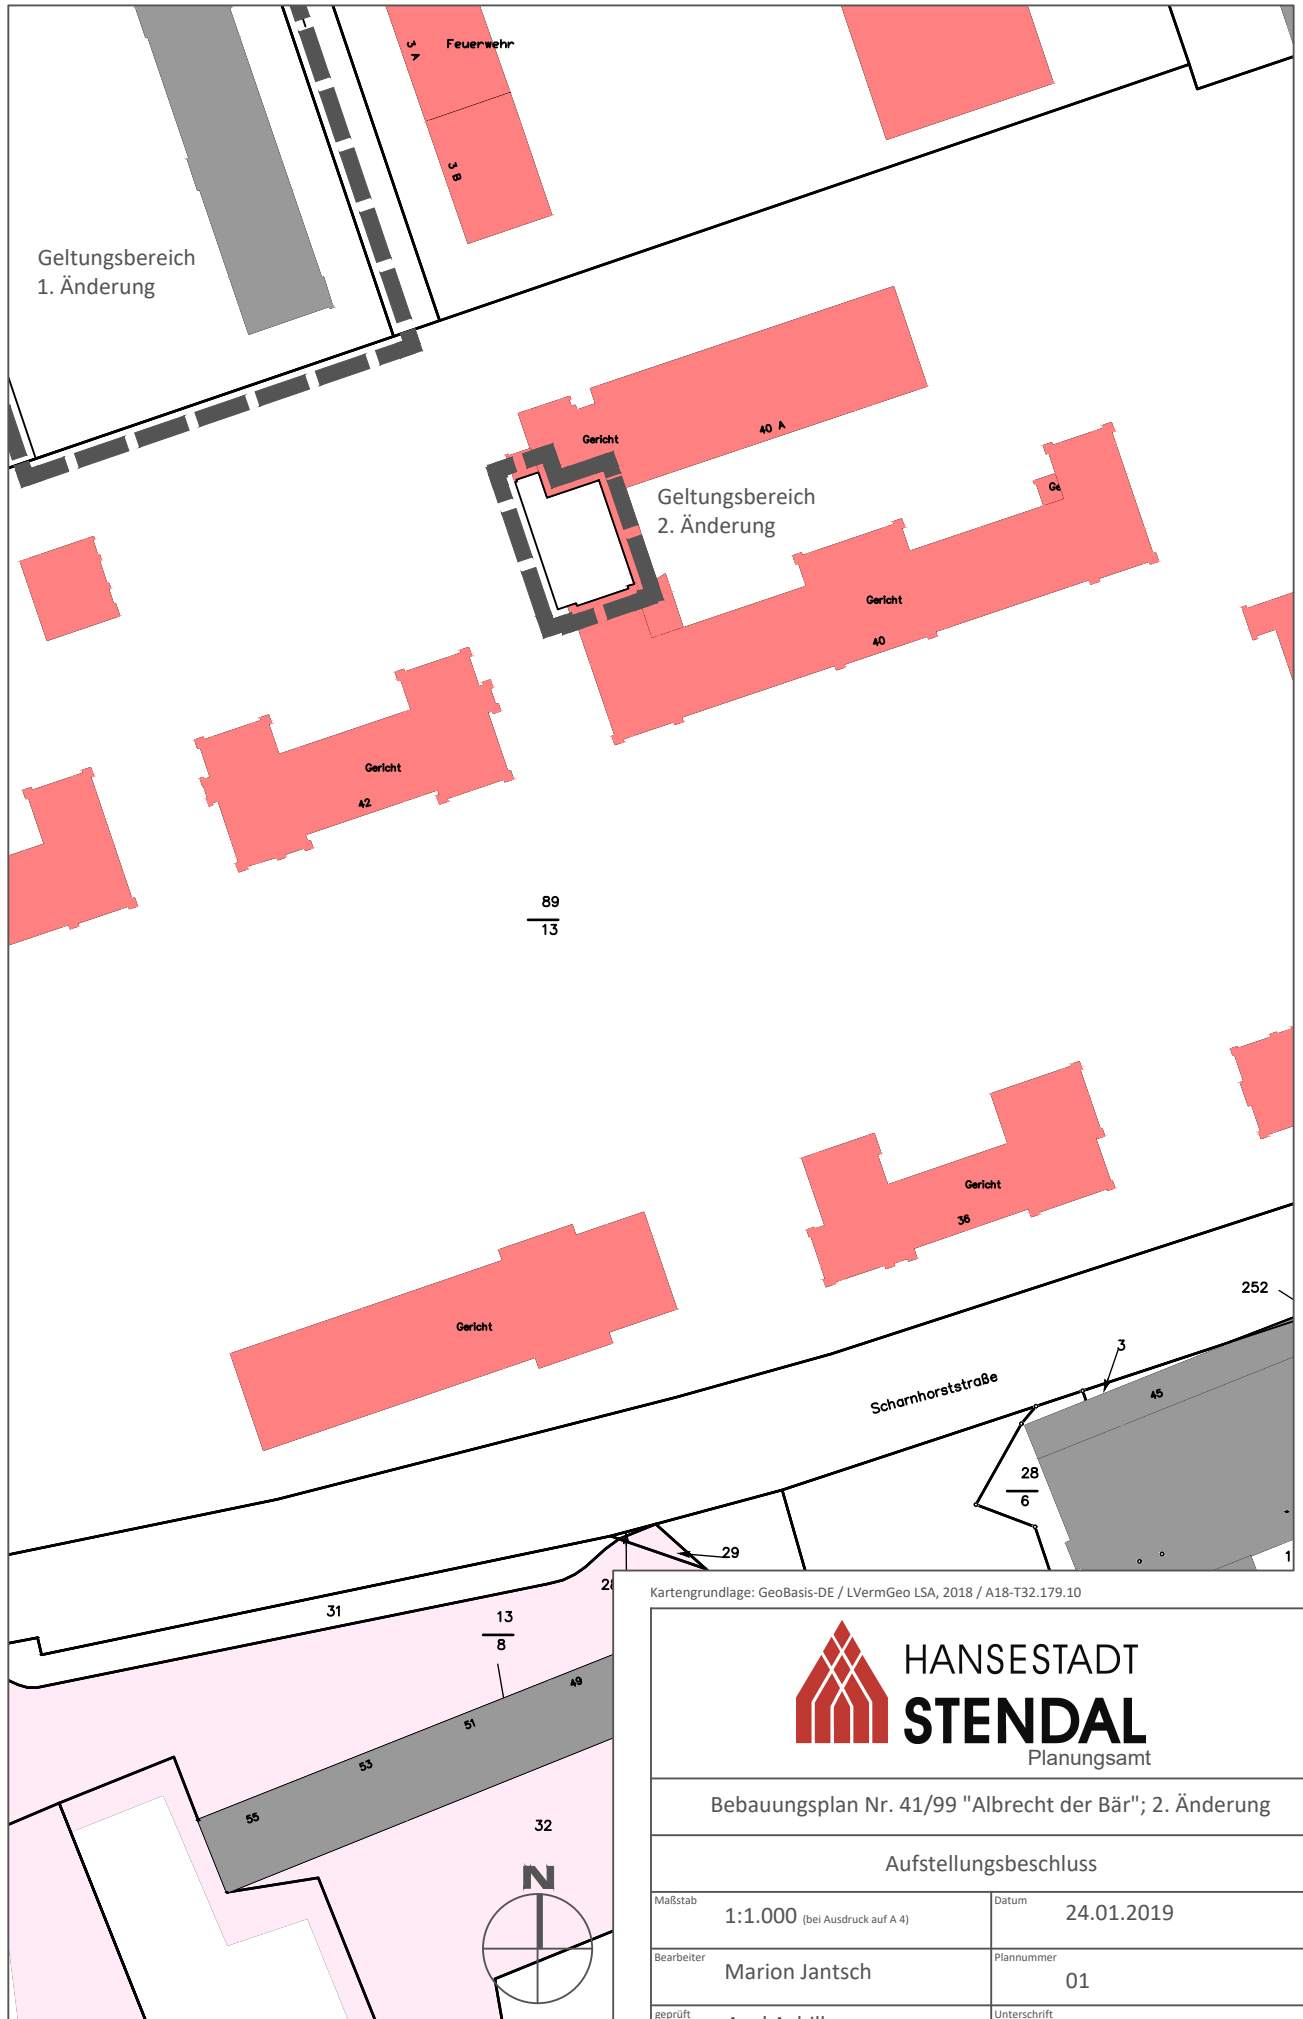 3 A
Feuerwehr
3 B
Geltungsbereich
1. Änderung
Gericht
40 A
Geltungsbereich
2. Änderung
Ge
Gericht
40
Gericht
42
89
13
Gericht
36
Gericht
252
3
Scharnhorststraße
45
28
6
29
28
31
13
8
49
51
53
55
32
N
1
Kartengrundlage: GeoBasis-DE / LVermGeo LSA, 2018 / A18-T32.179.10
HANSESTADT
STENDAL
Planungsamt
Bebauungsplan Nr. 41/99 "Albrecht der Bär"; 2. Änderung
Aufstellungsbeschluss
Maßstab
1:1.000 (bei Ausdruck auf A 4)
Datum
24.01.2019
Bearbeiter
Marion Jantsch
Plannummer
01
geprüft
Unterschrift